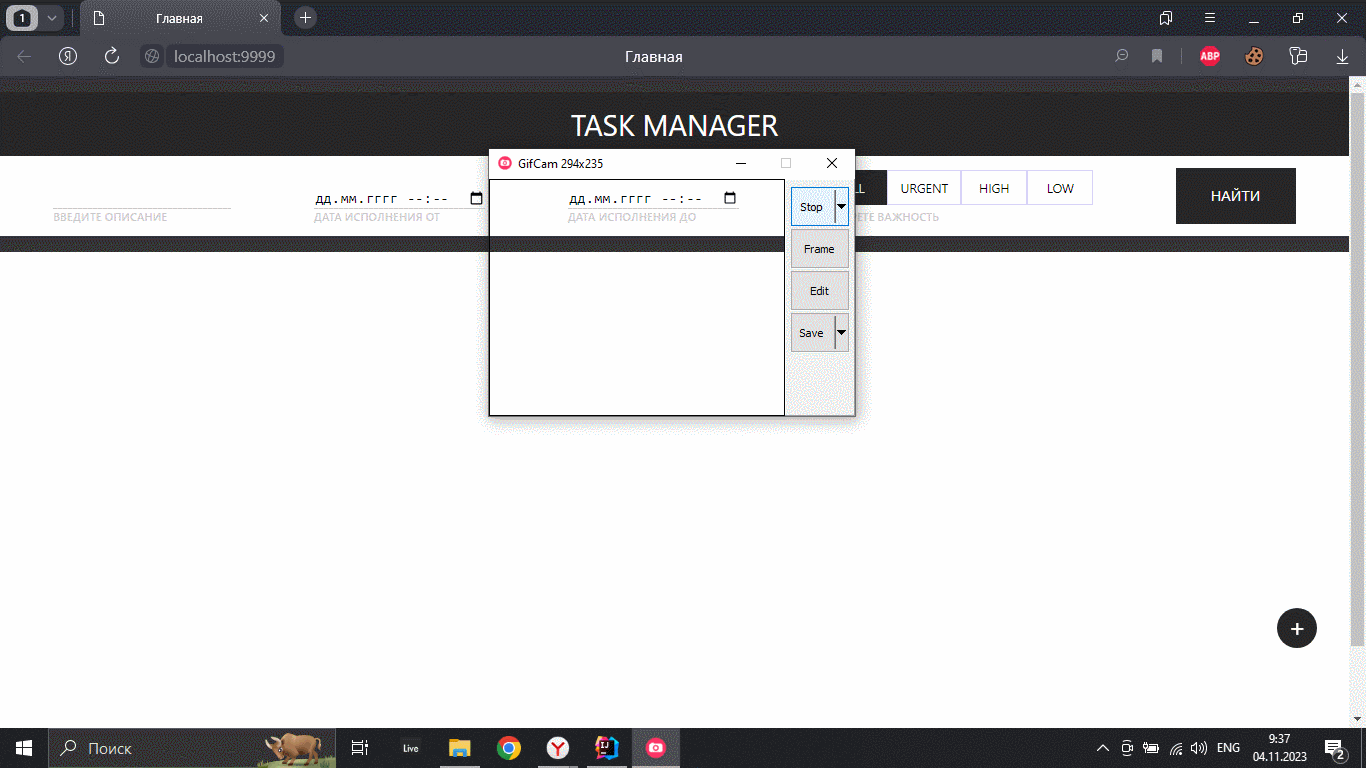 1
Главная
localhost:9999
Главная
ABP
TASK MANAGER
GifCam 294x235
ВВЕДИТЕ ОПИСАНИЕ
дд.мм.гггг --:--
ДАТА ИСПОЛНЕНИЯ ОТ
дд.мм.гггг --:--
ДАТА ИСПОЛНЕНИЯ ДО
LL
URGENT
HIGH
LOW
ЕТЕ ВАЖНОСТЬ
НАЙТИ
Stop
Frame
Edit
Save
+
Поиск
Live
ENG
9:37
04.11.2023
2